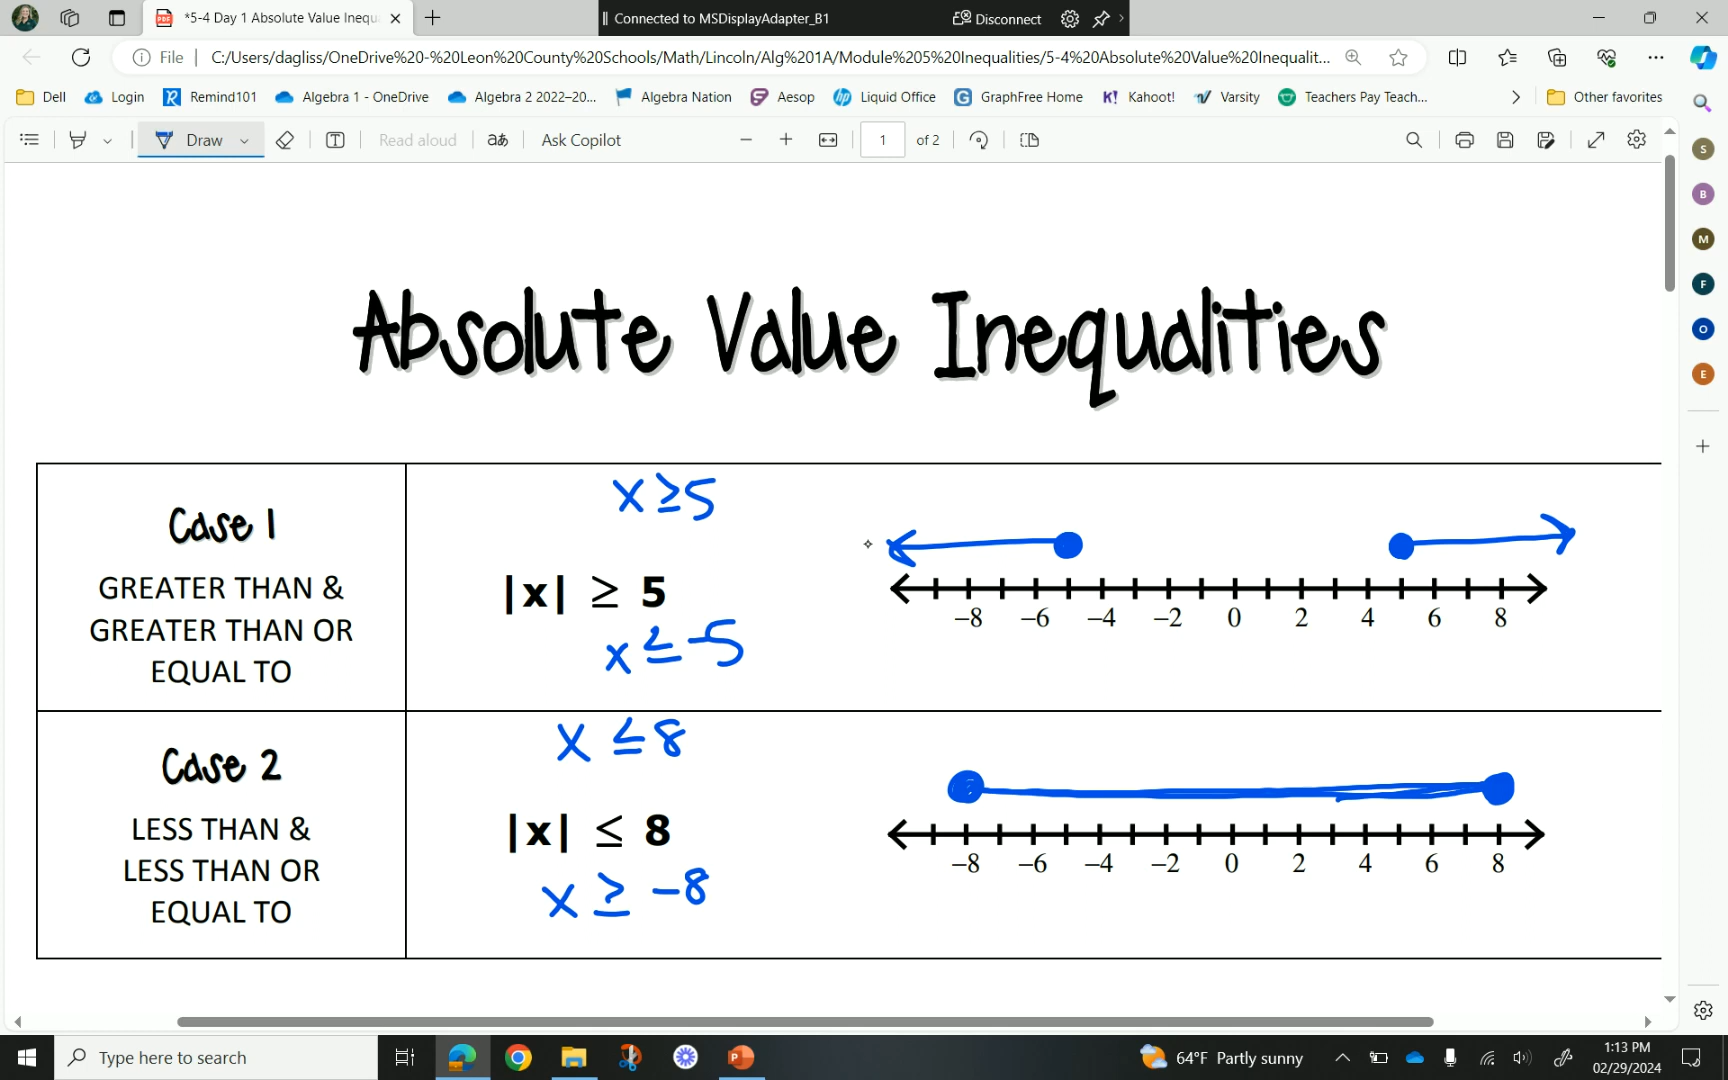 *5-4 Day 1 Absolute Value Inequ
Connected to MSDisplayAdapter_B1
Disconnect
File
C:/Users/dagliss/OneDrive%20-%20Leon%20County%20Schools/Math/Lincoln/Alg%201A/Module%205%20Inequalities/5-4%20Absolute%20Value%20Inequalit...
Dell Login Remind101 Algebra 1 - OneDrive Algebra 2 2022–20... Algebra Nation Aesop Liquid Office GraphFree Home Kahoot! Varsity Teachers Pay Teach... Other favorites
Draw Read aloud aあ Ask Copilot 1 of 2
S
B
M
F
O
E
Absolute Value Inequalities
Case 1
GREATER THAN &
GREATER THAN OR
EQUAL TO
x ≥ 5
|x| ≥ 5
x ≤ -5
−8 −6 −4 −2 0 2 4 6 8
Case 2
LESS THAN &
LESS THAN OR
EQUAL TO
x ≤ 8
|x| ≤ 8
x ≥ -8
−8 −6 −4 −2 0 2 4 6 8
Type here to search
64°F Partly sunny
1:13 PM
02/29/2024